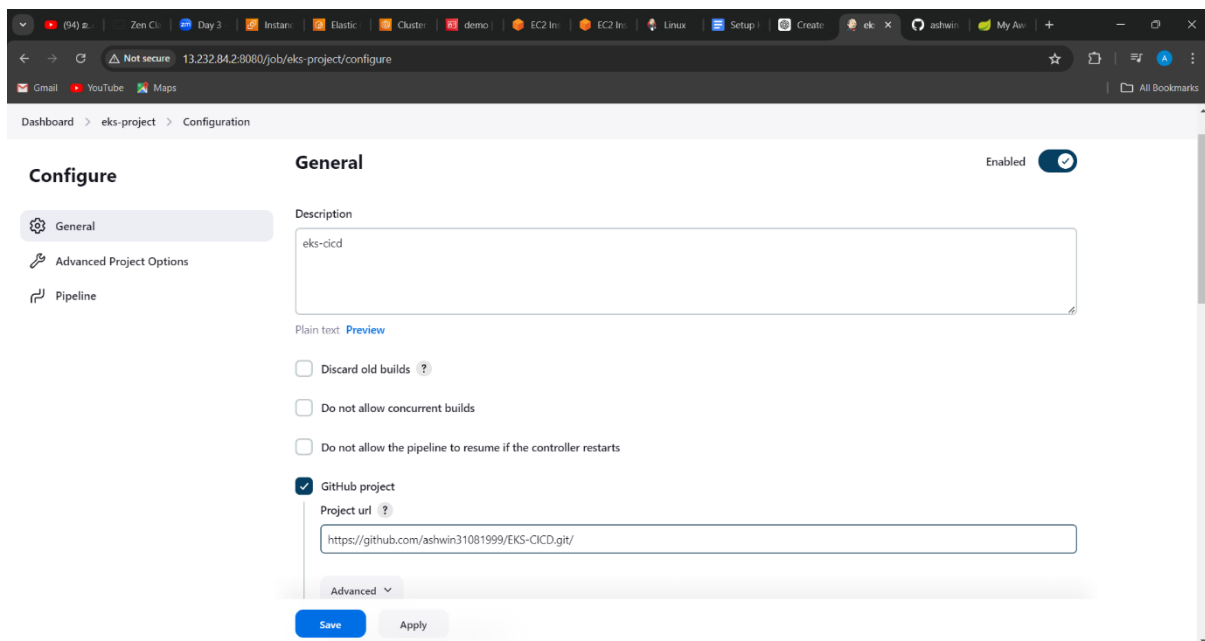 (94)
Zen Cla
Day 3
Instanc
Elastic
Cluster
demo
EC2 Ins
EC2 Ins
Linux
Setup
Create
ek
ashwin
My Aw
Not secure 13.232.84.2:8080/job/eks-project/configure
Gmail YouTube Maps All Bookmarks
Dashboard > eks-project > Configuration
Configure
General
Advanced Project Options
Pipeline
General
Enabled
Description
eks-cicd
Plain text Preview
Discard old builds ?
Do not allow concurrent builds
Do not allow the pipeline to resume if the controller restarts
GitHub project
Project url ?
https://github.com/ashwin31081999/EKS-CICD.git/
Advanced
Save Apply